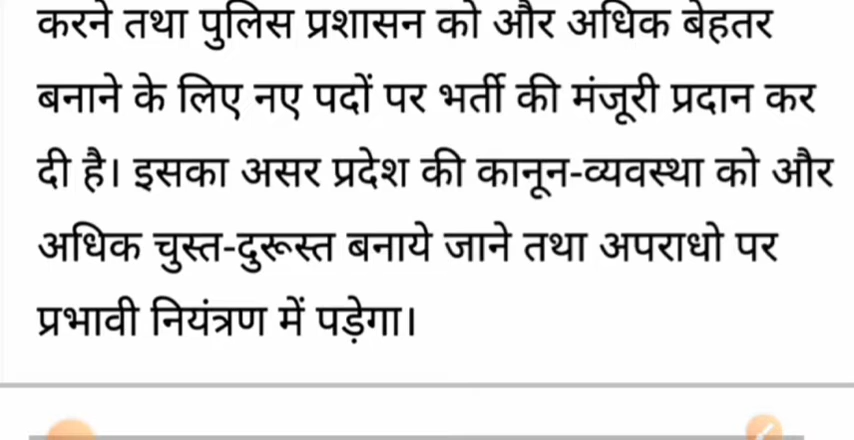 करने तथा पुलिस प्रशासन को और अधिक बेहतर
बनाने के लिए नए पदों पर भर्ती की मंजूरी प्रदान कर
दी है। इसका असर प्रदेश की कानून-व्यवस्था को और
अधिक चुस्त-दुरूस्त बनाये जाने तथा अपराधो पर
प्रभावी नियंत्रण में पड़ेगा।